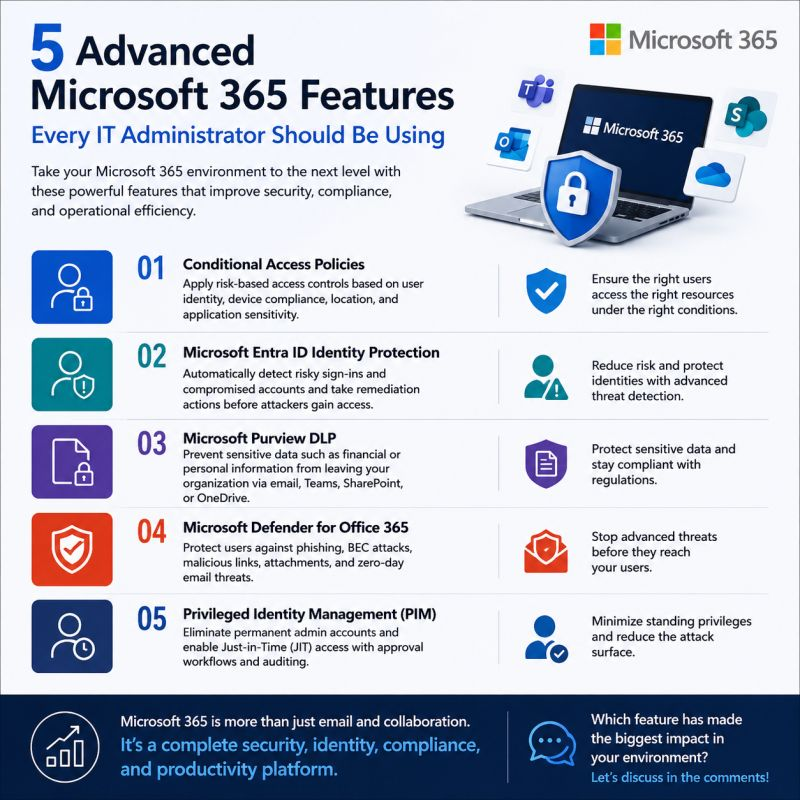 5 Advanced
Microsoft 365 Features
Every IT Administrator Should Be Using
Take your Microsoft 365 environment to the next level with
these powerful features that improve security, compliance,
and operational efficiency.
Microsoft 365
T
O
S
Microsoft 365
01
Conditional Access Policies
Apply risk-based access controls based on user
identity, device compliance, location, and
application sensitivity.
Ensure the right users
access the right resources
under the right conditions.
02
Microsoft Entra ID Identity Protection
Automatically detect risky sign-ins and
compromised accounts and take remediation
actions before attackers gain access.
Reduce risk and protect
identities with advanced
threat detection.
03
Microsoft Purview DLP
Prevent sensitive data such as financial or
personal information from leaving your
organization via email, Teams, SharePoint,
or OneDrive.
Protect sensitive data and
stay compliant with
regulations.
04
Microsoft Defender for Office 365
Protect users against phishing, BEC attacks,
malicious links, attachments, and zero-day
email threats.
Stop advanced threats
before they reach
your users.
05
Privileged Identity Management (PIM)
Eliminate permanent admin accounts and
enable Just-in-Time (JIT) access with approval
workflows and auditing.
Minimize standing privileges
and reduce the attack
surface.
Microsoft 365 is more than just email and collaboration.
It's a complete security, identity, compliance,
and productivity platform.
Which feature has made
the biggest impact in
your environment?
Let's discuss in the comments!